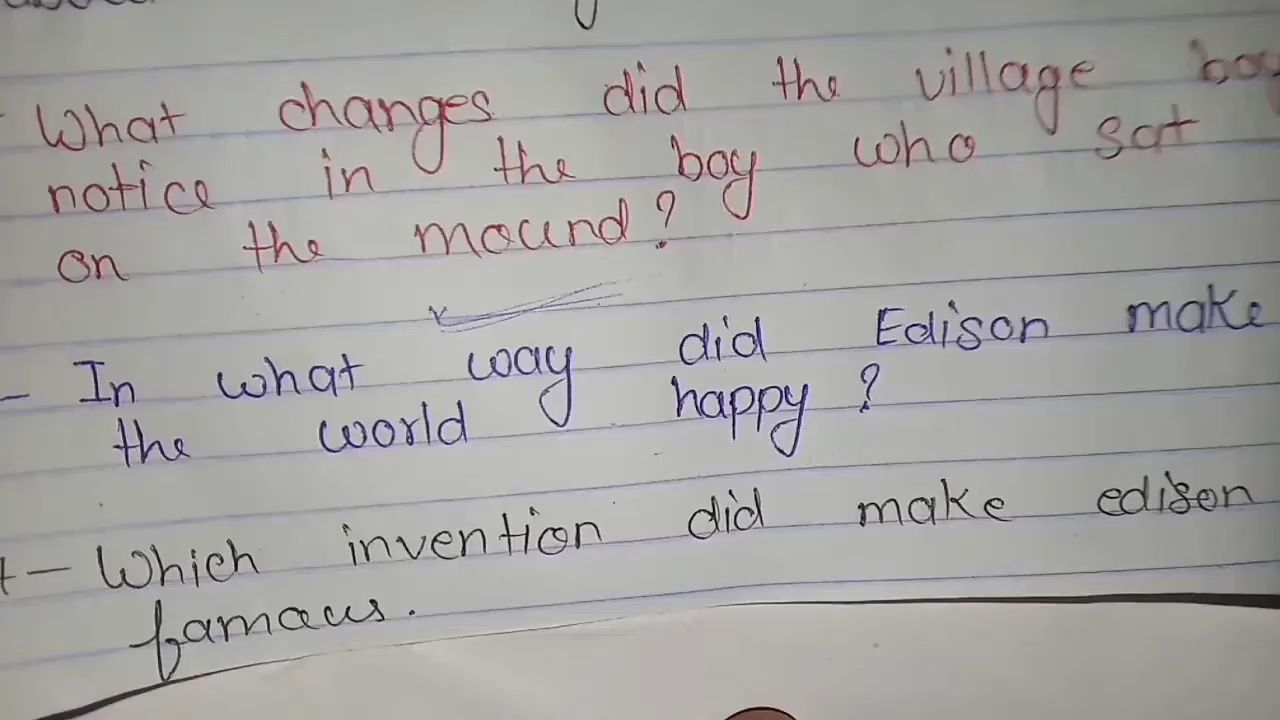 What changes did the village boy
notice in the boy who sat
on the mound?
- In what way did Edison make
the world happy?
- Which invention did make edison
famous.